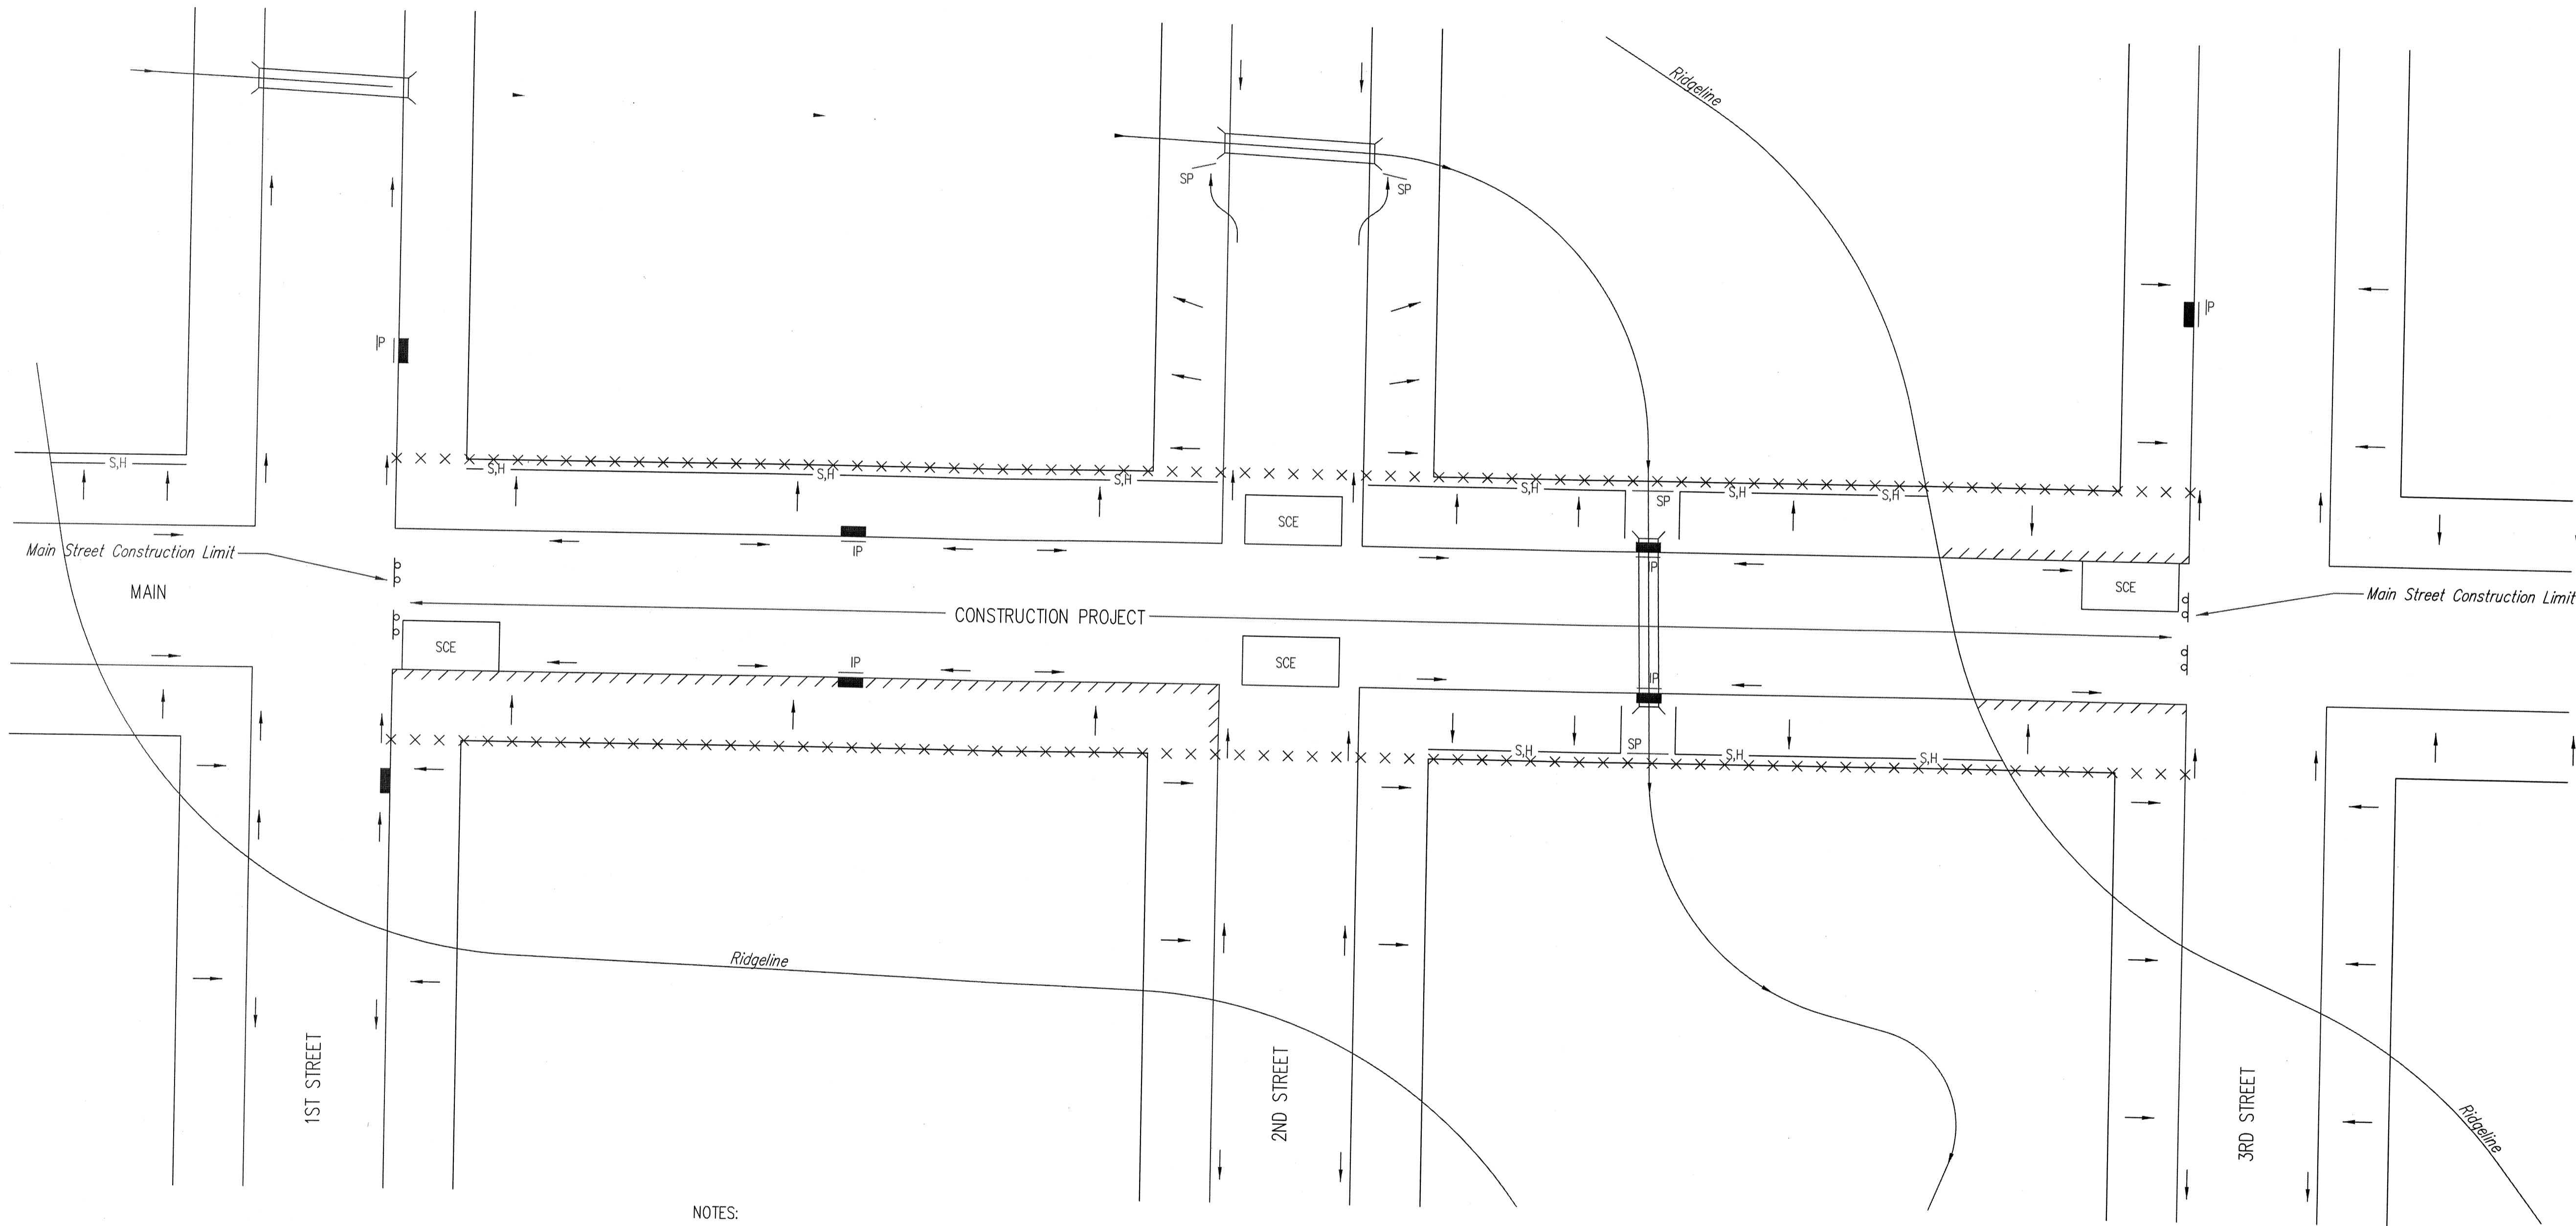 Ridgeline
SP
SP
IP
IP
S,H
S,H
S,H
S,H
S,H
SP
S,H
S,H
SCE
Main Street Construction Limit
IP
IP
SCE
Main Street Construction Limit
MAIN
CONSTRUCTION PROJECT
SCE
IP
SCE
IP
S,H
SP
S,H
S,H
Ridgeline
1ST STREET
2ND STREET
3RD STREET
Ridgeline
NOTES: